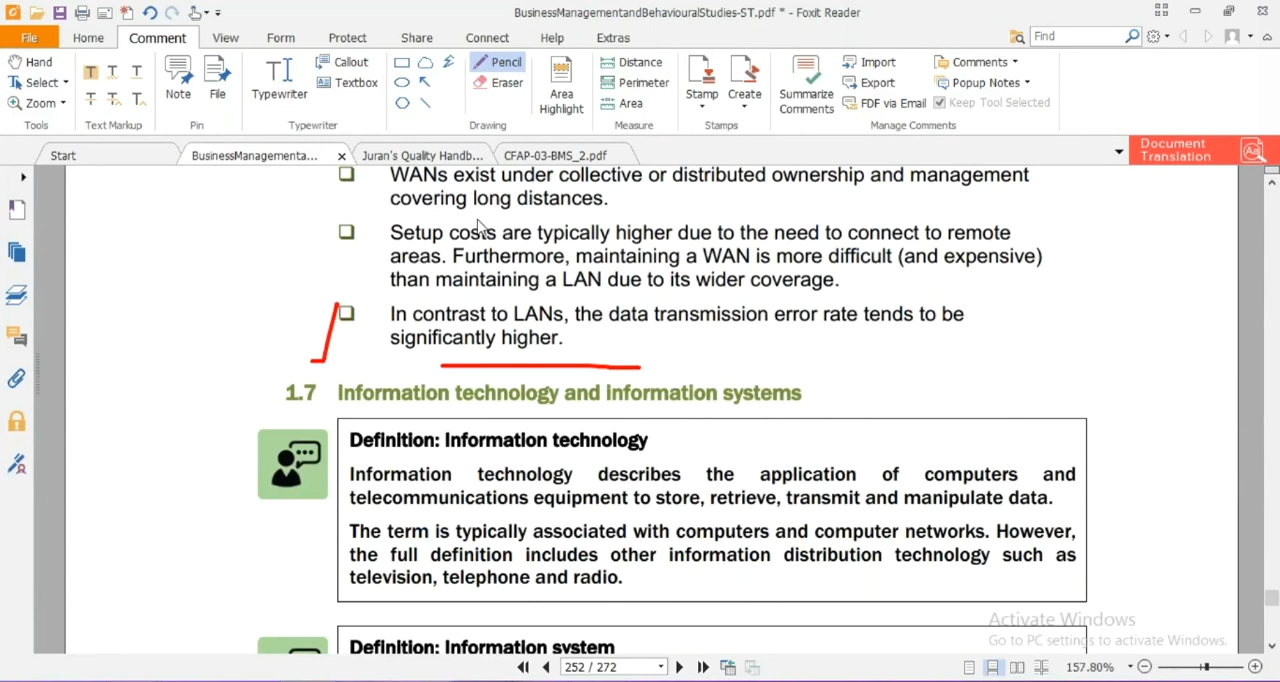 BusinessManagementandBehaviouralStudies-ST.pdf * - Foxit Reader
File Home Comment View Form Protect Share Connect Help Extras Find
Hand
Select
Zoom
Tools
T T T
T T T
Text Markup
Note File
Pin
Typewriter
Callout
Textbox
Typewriter
Pencil
Eraser
Drawing
Area
Highlight
Distance
Perimeter
Area
Measure
Stamp Create
Stamps
Summarize
Comments
Import
Export
FDF via Email
Comments
Popup Notes
Keep Tool Selected
Manage Comments
Start BusinessManagementa... Juran's Quality Handb... CFAP-03-BMS_2.pdf
Document
Translation
WANs exist under collective or distributed ownership and management
covering long distances.
Setup costs are typically higher due to the need to connect to remote
areas. Furthermore, maintaining a WAN is more difficult (and expensive)
than maintaining a LAN due to its wider coverage.
In contrast to LANs, the data transmission error rate tends to be
significantly higher.
1.7 Information technology and information systems
Definition: Information technology
Information technology describes the application of computers and
telecommunications equipment to store, retrieve, transmit and manipulate data.
The term is typically associated with computers and computer networks. However,
the full definition includes other information distribution technology such as
television, telephone and radio.
Definition: Information system
Activate Windows
Go to PC settings to activate Windows.
252 / 272 157.80%